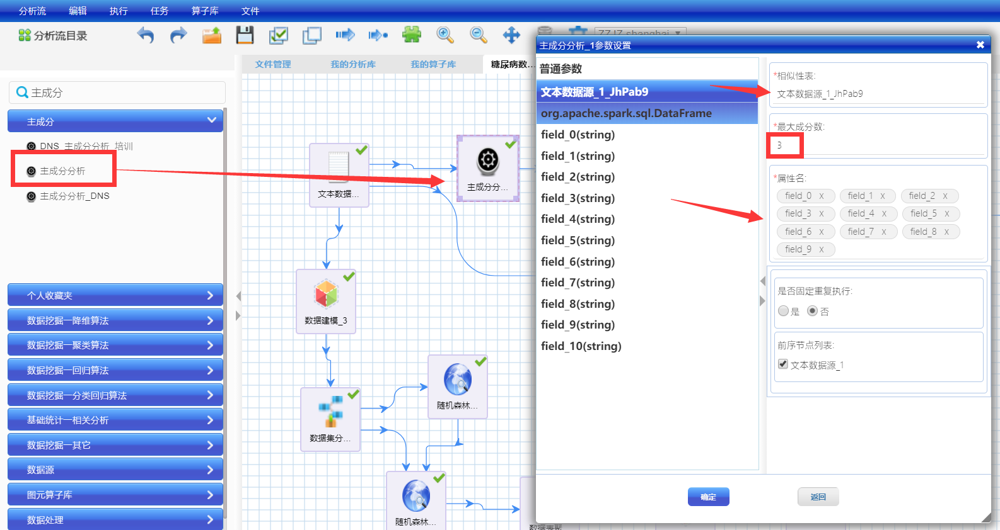 分析流 编辑 执行 任务 算子库 文件
分析流目录
ZZJZ-shanghai
文件管理 我的分析库 我的算子库 糖尿病数...
主成分
主成分
DNS_主成分分析_培训
主成分分析
主成分分析_DNS
个人收藏夹
数据挖掘—降维算法
数据挖掘—聚类算法
数据挖掘—回归算法
数据挖掘—分类回归算法
基础统计—相关分析
数据挖掘—其它
数据源
图元算子库
数据处理
文本数据...
主成分分...
数据建模_3
随机森林...
数据集分...
随机森林...
数据表聚
主成分分析_1参数设置
普通参数
文本数据源_1_JhPab9
org.apache.spark.sql.DataFrame
field_0(string)
field_1(string)
field_2(string)
field_3(string)
field_4(string)
field_5(string)
field_6(string)
field_7(string)
field_8(string)
field_9(string)
field_10(string)
*相似性表:
文本数据源_1_JhPab9
*最大成分数:
3
*属性名:
field_0 x field_1 x field_2 x
field_3 x field_4 x field_5 x
field_6 x field_7 x field_8 x
field_9 x
是否固定重复执行:
是 否
前序节点列表:
文本数据源_1
确定 返回